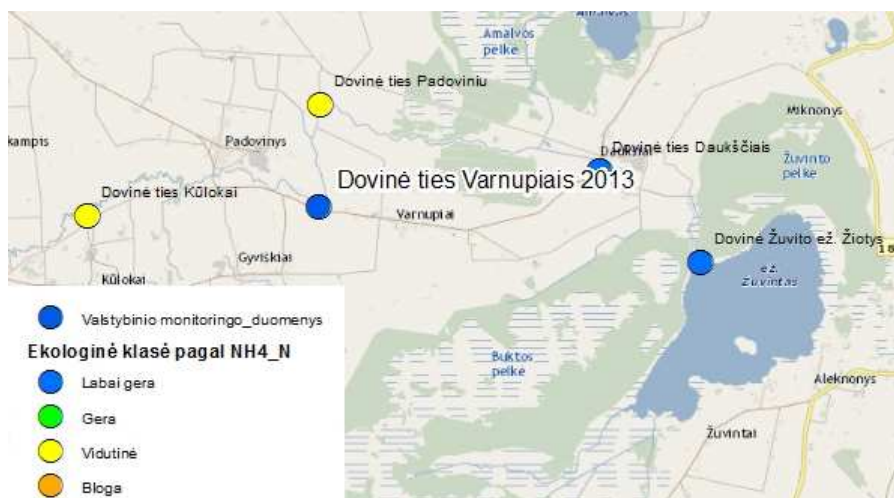 Amalvos
pelkė
Dovinė ties Padoviniu
Miknonys
kampis
Padovinys
Dovinė ties Daukščiais
Žuvinto
pelkė
Dovinė ties Varnupiais 2013
Dovinė ties Kūlokai
Varnupiai
Dovinė Žuvito ež. Žiotys
18
Gyviškiai
ež.
Žuvintas
Kūlokai
Valstybinio monitoringo_duomenys
Ekologinė klasė pagal NH4_N
Buktos
pelkė
Labai gera
Aleknonys
Gera
Žuvintai
Vidutinė
Bloga